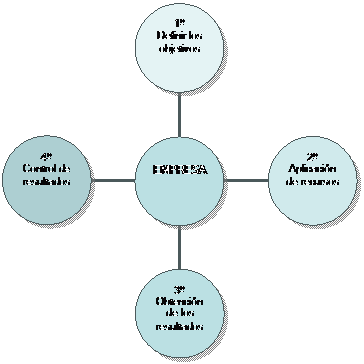 1º
Definir los
objetivos
4º
Control de
resultados
EMPRESA
2º
Aplicación
de recursos
3º
Obtención
de los
resultados